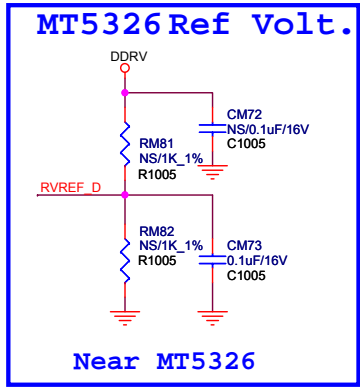 MT5326 Ref Volt.
DDRV
CM72
NS/0.1uF/16V
C1005
RM81
NS/1K_1%
R1005
RVREF_D
RM82
NS/1K_1%
R1005
CM73
0.1uF/16V
C1005
Near MT5326